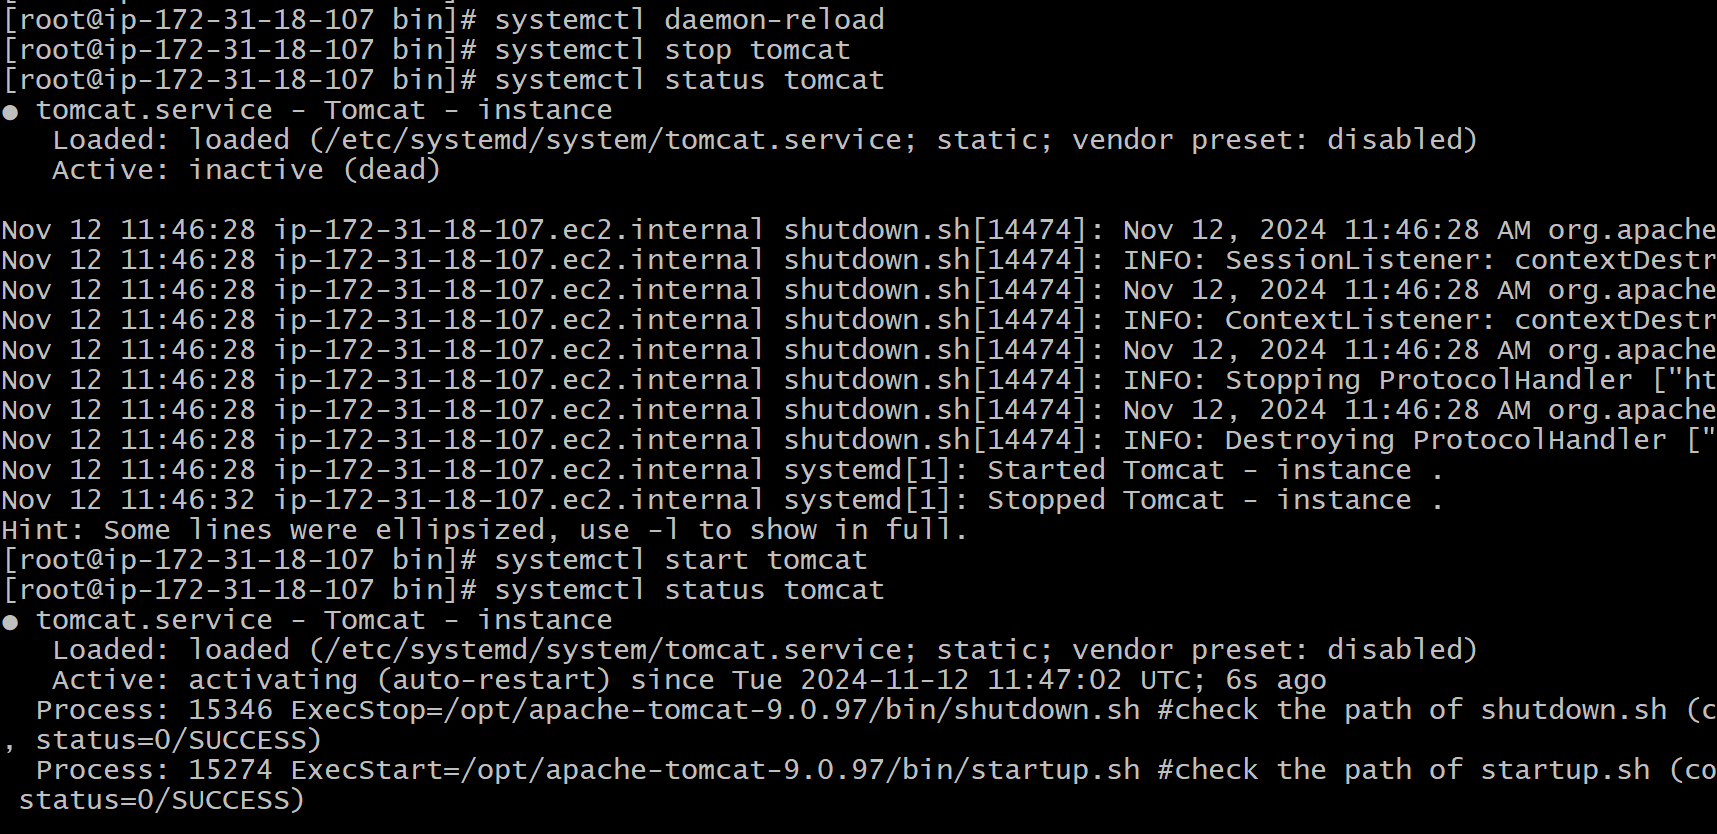 [root@ip-172-31-18-107 bin]# systemctl daemon-reload
[root@ip-172-31-18-107 bin]# systemctl stop tomcat
[root@ip-172-31-18-107 bin]# systemctl status tomcat
● tomcat.service - Tomcat - instance
   Loaded: loaded (/etc/systemd/system/tomcat.service; static; vendor preset: disabled)
   Active: inactive (dead)

Nov 12 11:46:28 ip-172-31-18-107.ec2.internal shutdown.sh[14474]: Nov 12, 2024 11:46:28 AM org.apache
Nov 12 11:46:28 ip-172-31-18-107.ec2.internal shutdown.sh[14474]: INFO: SessionListener: contextDestr
Nov 12 11:46:28 ip-172-31-18-107.ec2.internal shutdown.sh[14474]: Nov 12, 2024 11:46:28 AM org.apache
Nov 12 11:46:28 ip-172-31-18-107.ec2.internal shutdown.sh[14474]: INFO: ContextListener: contextDestr
Nov 12 11:46:28 ip-172-31-18-107.ec2.internal shutdown.sh[14474]: Nov 12, 2024 11:46:28 AM org.apache
Nov 12 11:46:28 ip-172-31-18-107.ec2.internal shutdown.sh[14474]: INFO: Stopping ProtocolHandler ["ht
Nov 12 11:46:28 ip-172-31-18-107.ec2.internal shutdown.sh[14474]: Nov 12, 2024 11:46:28 AM org.apache
Nov 12 11:46:28 ip-172-31-18-107.ec2.internal shutdown.sh[14474]: INFO: Destroying ProtocolHandler ["
Nov 12 11:46:28 ip-172-31-18-107.ec2.internal systemd[1]: Started Tomcat - instance .
Nov 12 11:46:32 ip-172-31-18-107.ec2.internal systemd[1]: Stopped Tomcat - instance .
Hint: Some lines were ellipsized, use -l to show in full.
[root@ip-172-31-18-107 bin]# systemctl start tomcat
[root@ip-172-31-18-107 bin]# systemctl status tomcat
● tomcat.service - Tomcat - instance
   Loaded: loaded (/etc/systemd/system/tomcat.service; static; vendor preset: disabled)
   Active: activating (auto-restart) since Tue 2024-11-12 11:47:02 UTC; 6s ago
  Process: 15346 ExecStop=/opt/apache-tomcat-9.0.97/bin/shutdown.sh #check the path of shutdown.sh (c
, status=0/SUCCESS)
  Process: 15274 ExecStart=/opt/apache-tomcat-9.0.97/bin/startup.sh #check the path of startup.sh (co
 status=0/SUCCESS)